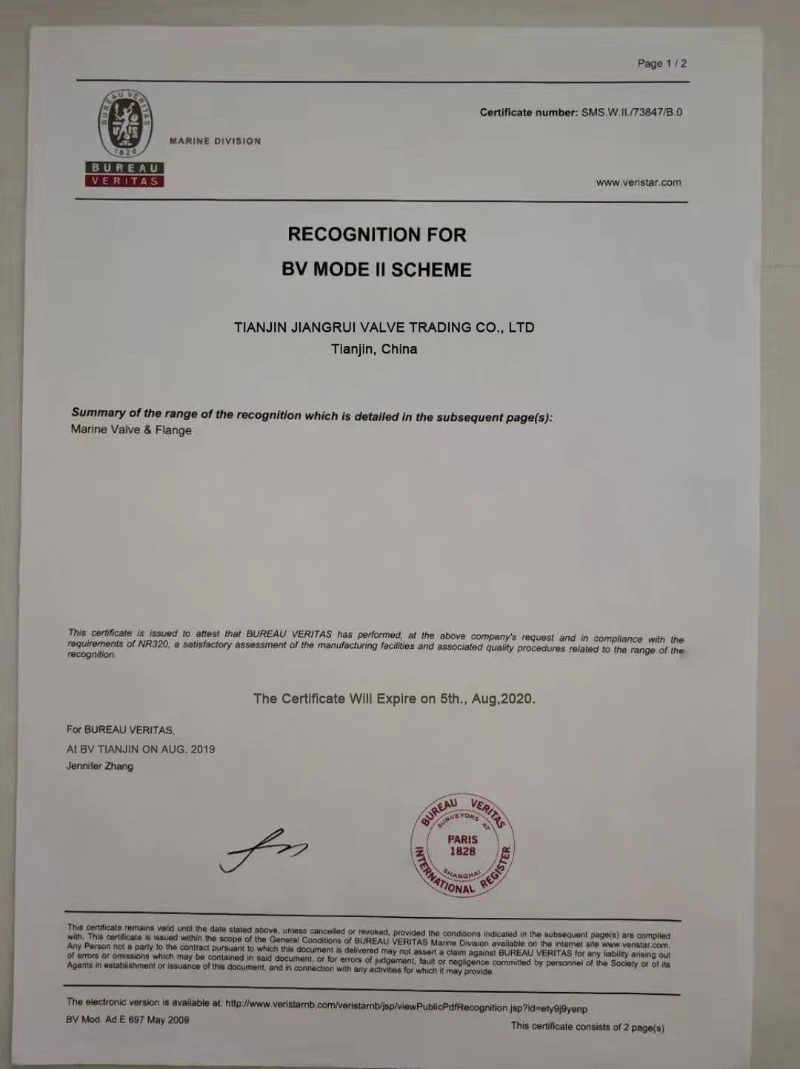 Page 1 / 2
BUREAU VERITAS
1828
BUREAU
VERITAS
MARINE DIVISION
Certificate number: SMS.W.II./73847/B.0
www.veristar.com
RECOGNITION FOR
BV MODE II SCHEME
TIANJIN JIANGRUI VALVE TRADING CO., LTD
Tianjin, China
Summary of the range of the recognition which is detailed in the subsequent page(s):
Marine Valve & Flange
This certificate is issued to attest that BUREAU VERITAS has performed, at the above company's request and in compliance with the
requirements of NR320, a satisfactory assessment of the manufacturing facilities and associated quality procedures related to the range of the
recognition.
The Certificate Will Expire on 5th., Aug,2020.
For BUREAU VERITAS,
At BV TIANJIN ON AUG. 2019
Jennifer Zhang
BUREAU VERITAS
SURVEYORS AT
PARIS
1828
SHANGHAI
INTERNATIONAL REGISTER
This certificate remains valid until the date stated above, unless cancelled or revoked, provided the conditions indicated in the subsequent page(s) are complied
with. This certificate is issued within the scope of the General Conditions of BUREAU VERITAS Marine Division available on the internet site www.veristar.com.
Any Person not a party to the contract pursuant to which this document is delivered may not assert a claim against BUREAU VERITAS for any liability arising out
of errors or omissions which may be contained in said document, or for errors of judgement, fault or negligence committed by personnel of the Society or of its
Agents in establishment or issuance of this document, and in connection with any activities for which it may provide
The electronic version is available at: http://www.veristarnb.com/veristarnb/jsp/viewPublicPdfRecognition.jsp?id=ety9j9yenp
BV Mod. Ad.E 697 May 2009
This certificate consists of 2 page(s)